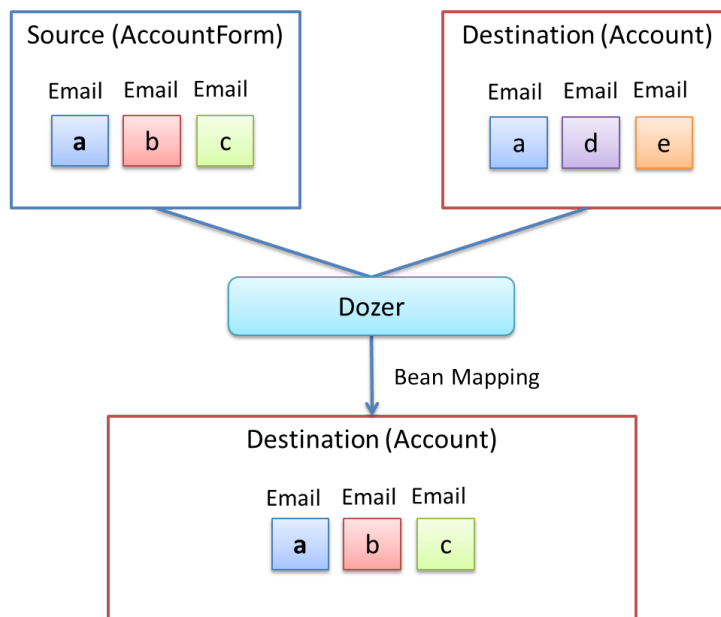 Source (AccountForm)
Email Email Email
a b c
Destination (Account)
Email Email Email
a d e
Dozer
Bean Mapping
Destination (Account)
Email Email Email
a b c